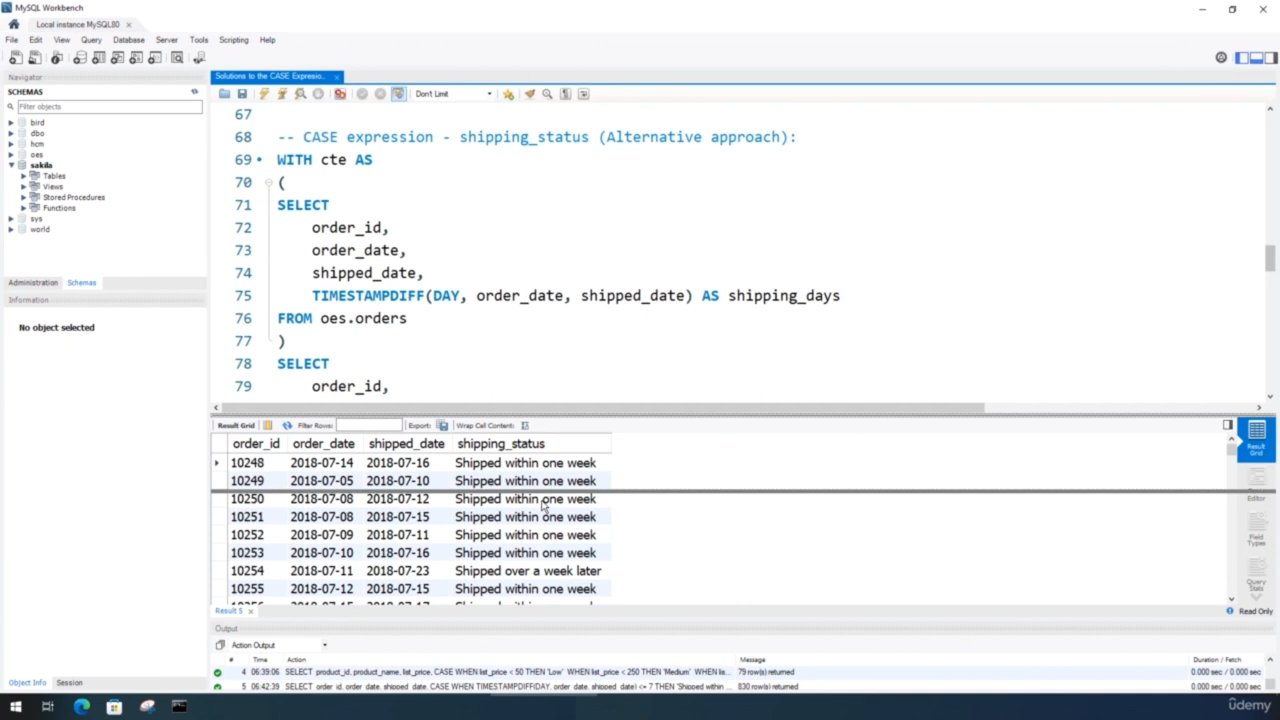 MySQL Workbench
Local instance MySQL80
File Edit View Query Database Server Tools Scripting Help
Navigator
SCHEMAS
Filter objects
bird
dbo
hcm
oes
sakila
Tables
Views
Stored Procedures
Functions
sys
world
Administration Schemas
Information
No object selected
Object Info Session
Solutions to the CASE Expressio...
Don't Limit
67
68 -- CASE expression - shipping_status (Alternative approach):
69 WITH cte AS
70 (
71 SELECT
72 order_id,
73 order_date,
74 shipped_date,
75 TIMESTAMPDIFF(DAY, order_date, shipped_date) AS shipping_days
76 FROM oes.orders
77 )
78 SELECT
79 order_id,
Result Grid Filter Rows: Export: Wrap Cell Content:
order_id order_date shipped_date shipping_status
10248 2018-07-14 2018-07-16 Shipped within one week
10249 2018-07-05 2018-07-10 Shipped within one week
10250 2018-07-08 2018-07-12 Shipped within one week
10251 2018-07-08 2018-07-15 Shipped within one week
10252 2018-07-09 2018-07-11 Shipped within one week
10253 2018-07-10 2018-07-16 Shipped within one week
10254 2018-07-11 2018-07-23 Shipped over a week later
10255 2018-07-12 2018-07-15 Shipped within one week
Result Grid
Editor
Field Types
Query Stats
Result 5
Read Only
Output
Action Output
# Time Action Message Duration / Fetch
4 06:39:06 SELECT product_id, product_name, list_price, CASE WHEN list_price < 50 THEN 'Low' WHEN list_price < 250 THEN 'Medium' WHEN lis... 79 row(s) returned 0.000 sec / 0.000 sec
5 06:42:39 SELECT order_id, order_date, shipped_date, CASE WHEN TIMESTAMPDIFF(DAY, order_date, shipped_date) <= 7 THEN 'Shipped within ... 830 row(s) returned 0.000 sec / 0.000 sec
ûdemy